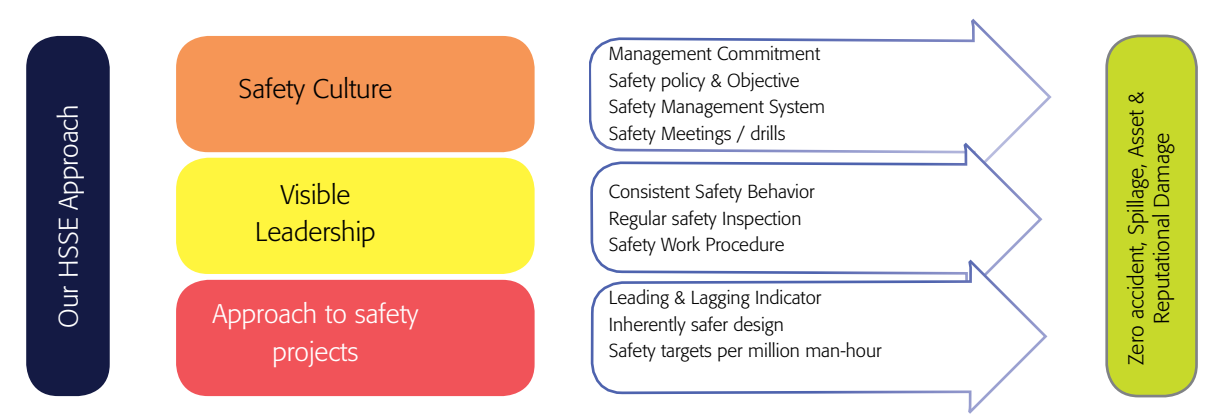 Our HSSE Approach
Safety Culture
Management Commitment
Safety policy & Objective
Safety Management System
Safety Meetings / drills
Visible
Leadership
Consistent Safety Behavior
Regular safety Inspection
Safety Work Procedure
Approach to safety
projects
Leading & Lagging Indicator
Inherently safer design
Safety targets per million man-hour
Zero accident, Spillage, Asset &
Reputational Damage